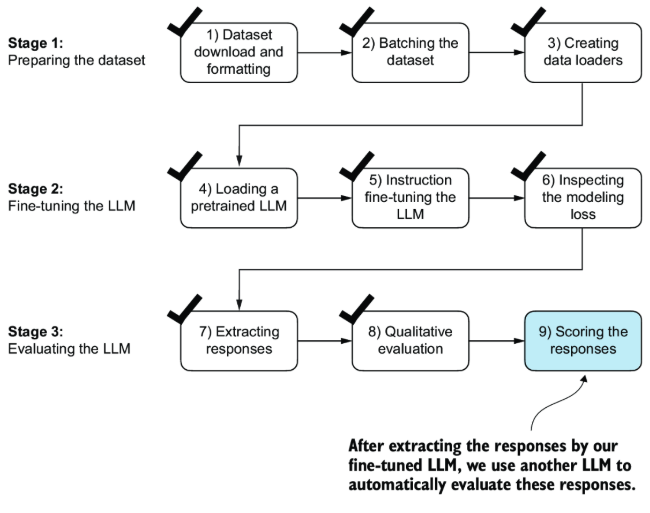 Stage 1:
Preparing the dataset
1) Dataset
download and
formatting
2) Batching the
dataset
3) Creating
data loaders
Stage 2:
Fine-tuning the LLM
4) Loading a
pretrained LLM
5) Instruction
fine-tuning the
LLM
6) Inspecting
the modeling
loss
Stage 3:
Evaluating the LLM
7) Extracting
responses
8) Qualitative
evaluation
9) Scoring the
responses
After extracting the responses by our
fine-tuned LLM, we use another LLM to
automatically evaluate these responses.